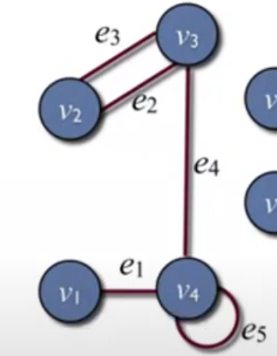 e₃
v₃
v₂
e₂
v
e₄
v
e₁
v₁
v₄
e₅